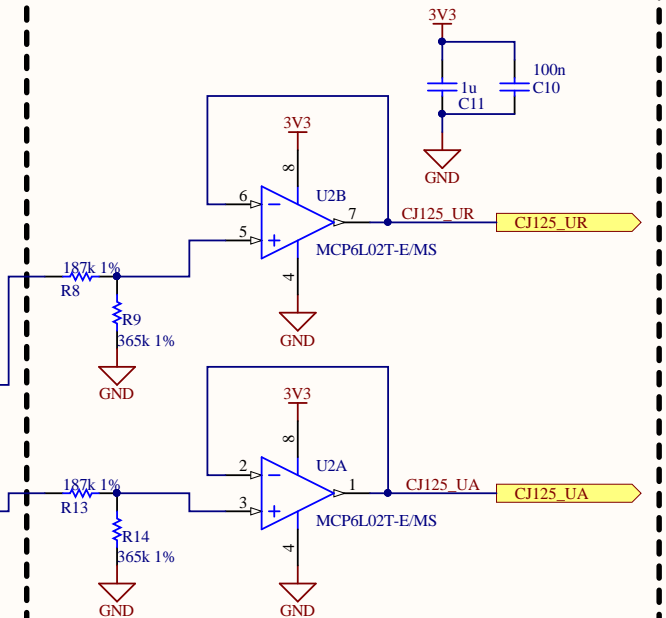 3V3
100n
1u
C10
C11
GND
3V3
8
6
U2B
7
CJ125_UR
CJ125_UR
5
MCP6L02T-E/MS
4
187k 1%
R8
R9
365k 1%
GND
GND
3V3
8
2
U2A
1
CJ125_UA
CJ125_UA
3
MCP6L02T-E/MS
4
187k 1%
R13
R14
365k 1%
GND
GND